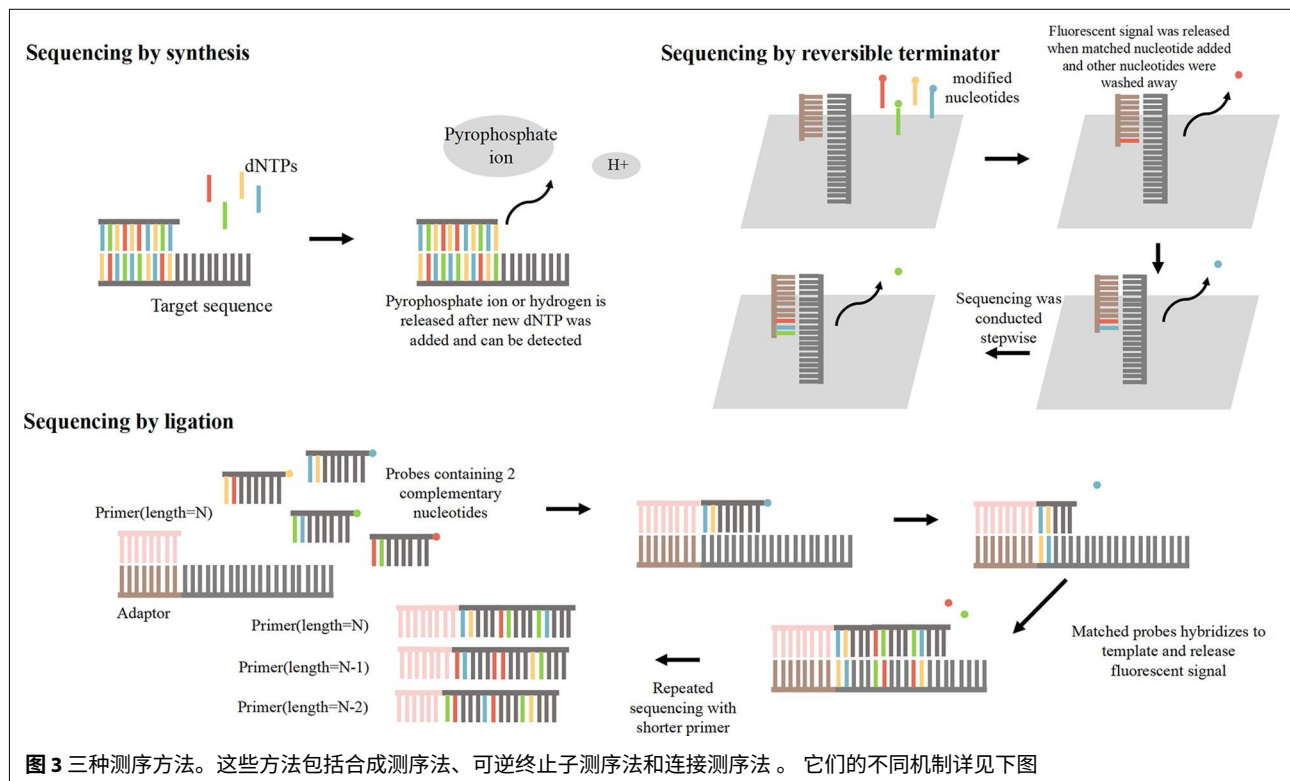 Sequencing by synthesis
dNTPs
Target sequence
Pyrophosphate
ion
H+
Pyrophosphate ion or hydrogen is
released after new dNTP was
added and can be detected
Sequencing by reversible terminator
modified
nucleotides
Fluorescent signal was released
when matched nucleotide added
and other nucleotides were
washed away
Sequencing was
conducted
stepwise
Sequencing by ligation
Primer(length=N)
Adaptor
Probes containing 2
complementary
nucleotides
Matched probes hybridizes to
template and release
fluorescent signal
Repeated
sequencing with
shorter primer
Primer(length=N)
Primer(length=N-1)
Primer(length=N-2)
图 3 三种测序方法。这些方法包括合成测序法、可逆终止子测序法和连接测序法 。 它们的不同机制详见下图